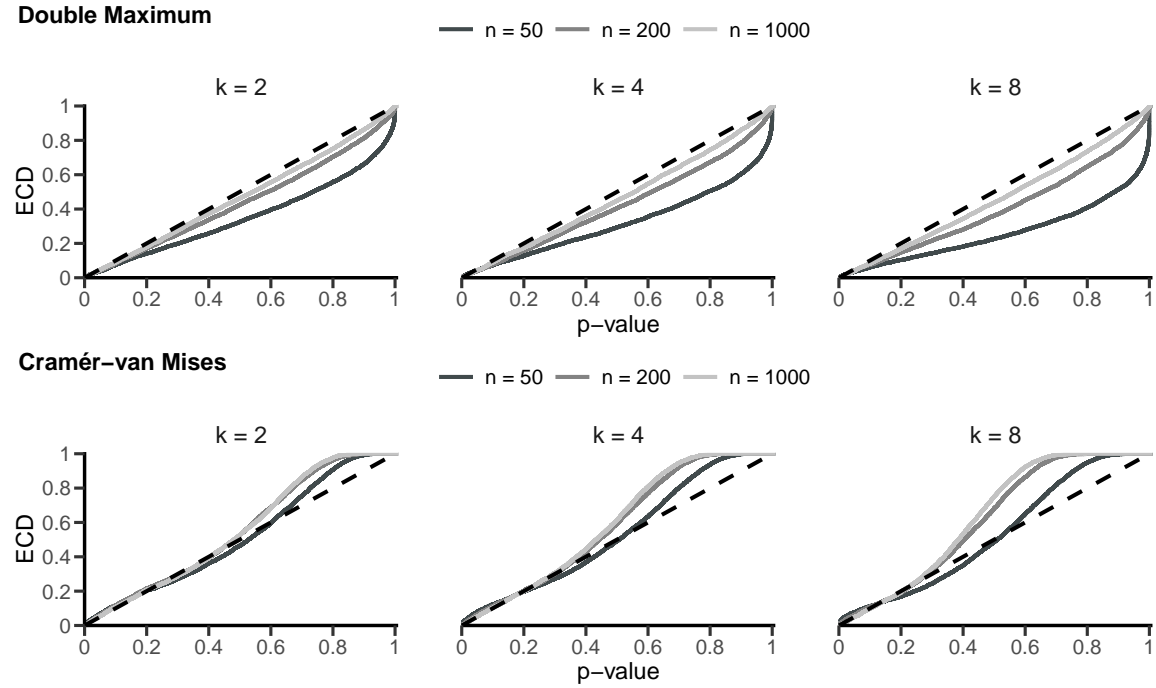 Double Maximum
n = 50 n = 200 n = 1000
k = 2 k = 4 k = 8
ECD
1
0.8
0.6
0.4
0.2
0
0 0.2 0.4 0.6 0.8 1 0 0.2 0.4 0.6 0.8 1 0 0.2 0.4 0.6 0.8 1
p−value
Cramér−van Mises
n = 50 n = 200 n = 1000
k = 2 k = 4 k = 8
ECD
1
0.8
0.6
0.4
0.2
0
0 0.2 0.4 0.6 0.8 1 0 0.2 0.4 0.6 0.8 1 0 0.2 0.4 0.6 0.8 1
p−value